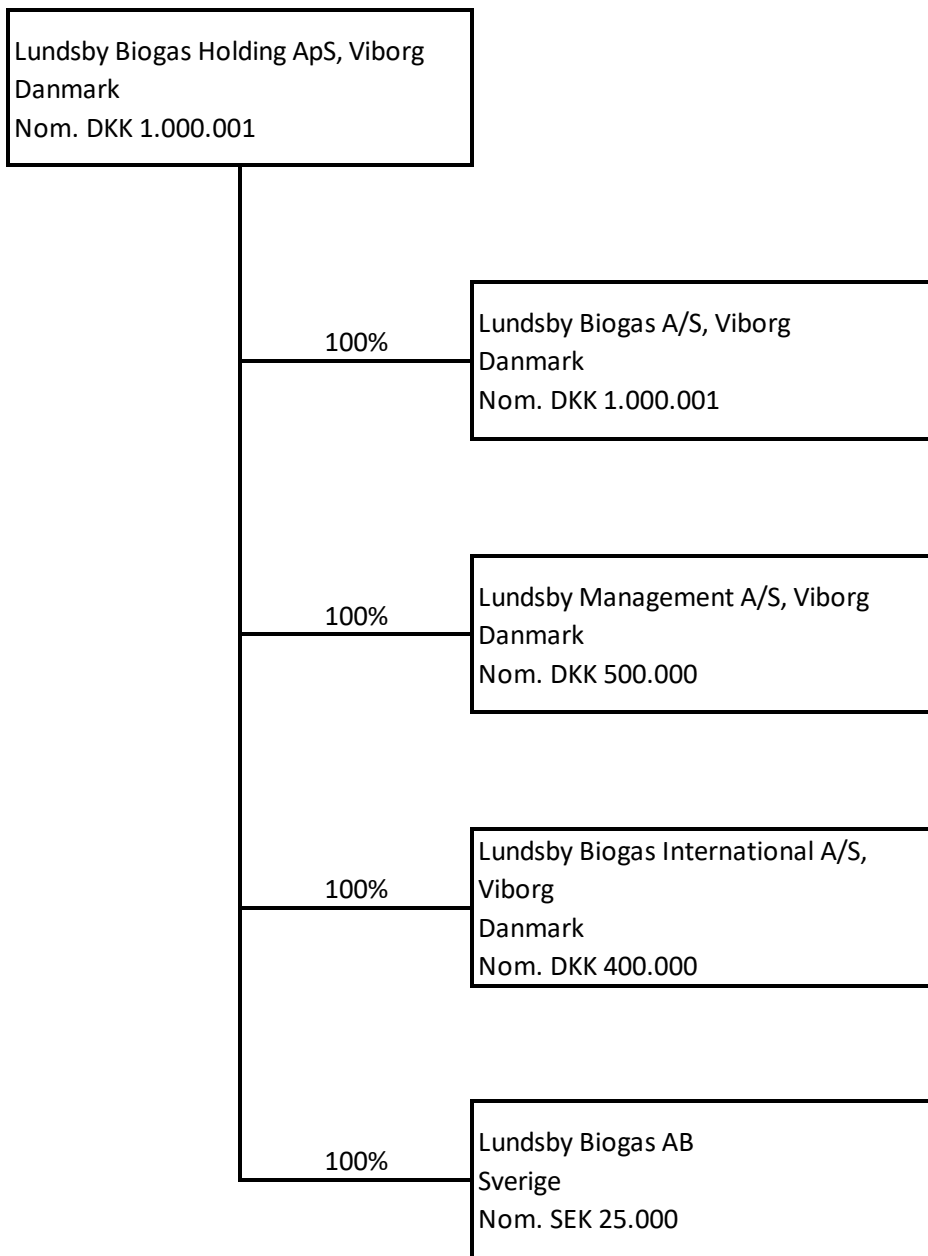 Lundsby Biogas Holding ApS, Viborg
Danmark
Nom. DKK 1.000.001
100%
Lundsby Biogas A/S, Viborg
Danmark
Nom. DKK 1.000.001
100%
Lundsby Management A/S, Viborg
Danmark
Nom. DKK 500.000
100%
Lundsby Biogas International A/S,
Viborg
Danmark
Nom. DKK 400.000
100%
Lundsby Biogas AB
Sverige
Nom. SEK 25.000